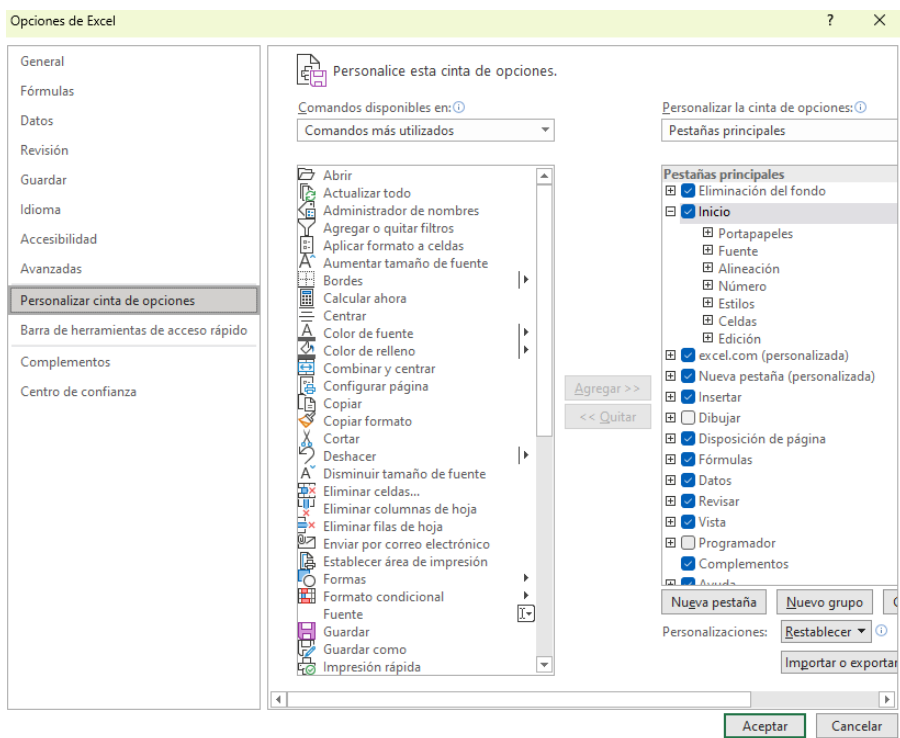 Opciones de Excel
?
General
Fórmulas
Datos
Revisión
Guardar
Idioma
Accesibilidad
Avanzadas
Personalizar cinta de opciones
Barra de herramientas de acceso rápido
Complementos
Centro de confianza
Personalice esta cinta de opciones.
Comandos disponibles en:
Comandos más utilizados
Abrir
Actualizar todo
Administrador de nombres
Agregar o quitar filtros
Aplicar formato a celdas
Aumentar tamaño de fuente
Bordes
Calcular ahora
Centrar
Color de fuente
Color de relleno
Combinar y centrar
Configurar página
Copiar
Copiar formato
Cortar
Deshacer
Disminuir tamaño de fuente
Eliminar celdas...
Eliminar columnas de hoja
Eliminar filas de hoja
Enviar por correo electrónico
Establecer área de impresión
Formas
Formato condicional
Fuente
Guardar
Guardar como
Impresión rápida
Agregar >>
<< Quitar
Personalizar la cinta de opciones:
Pestañas principales
Pestañas principales
Eliminación del fondo
Inicio
Portapapeles
Fuente
Alineación
Número
Estilos
Celdas
Edición
excel.com (personalizada)
Nueva pestaña (personalizada)
Insertar
Dibujar
Disposición de página
Fórmulas
Datos
Revisar
Vista
Programador
Complementos
Ayuda
Nueva pestaña
Nuevo grupo
Personalizaciones:
Restablecer
Importar o exportar
Aceptar
Cancelar